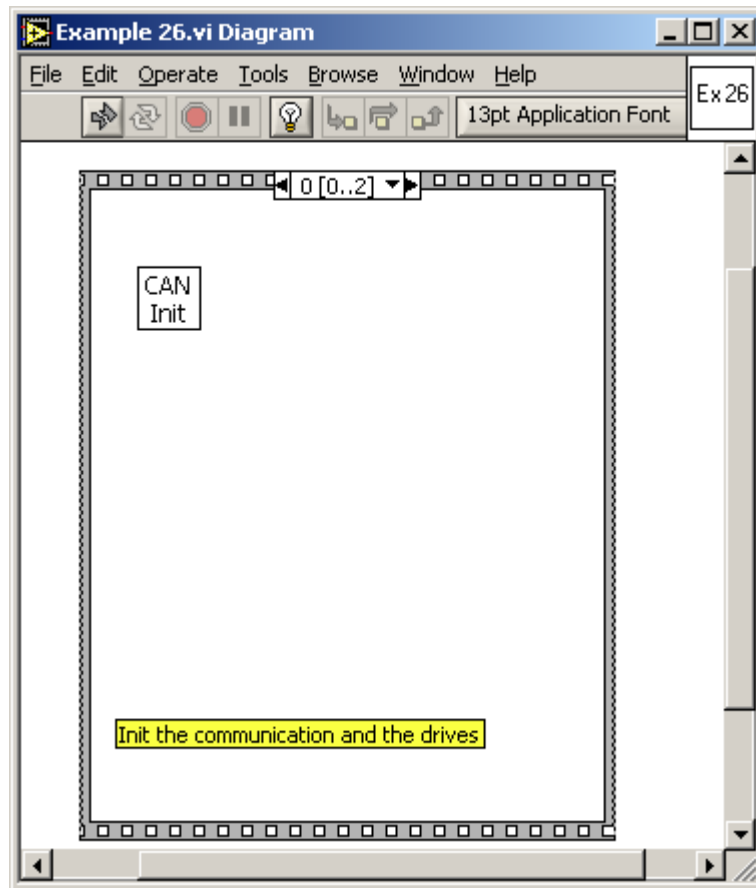 Example 26.vi Diagram
File Edit Operate Tools Browse Window Help
Ex 26
13pt Application Font
0 [0..2]
CAN
Init
Init the communication and the drives